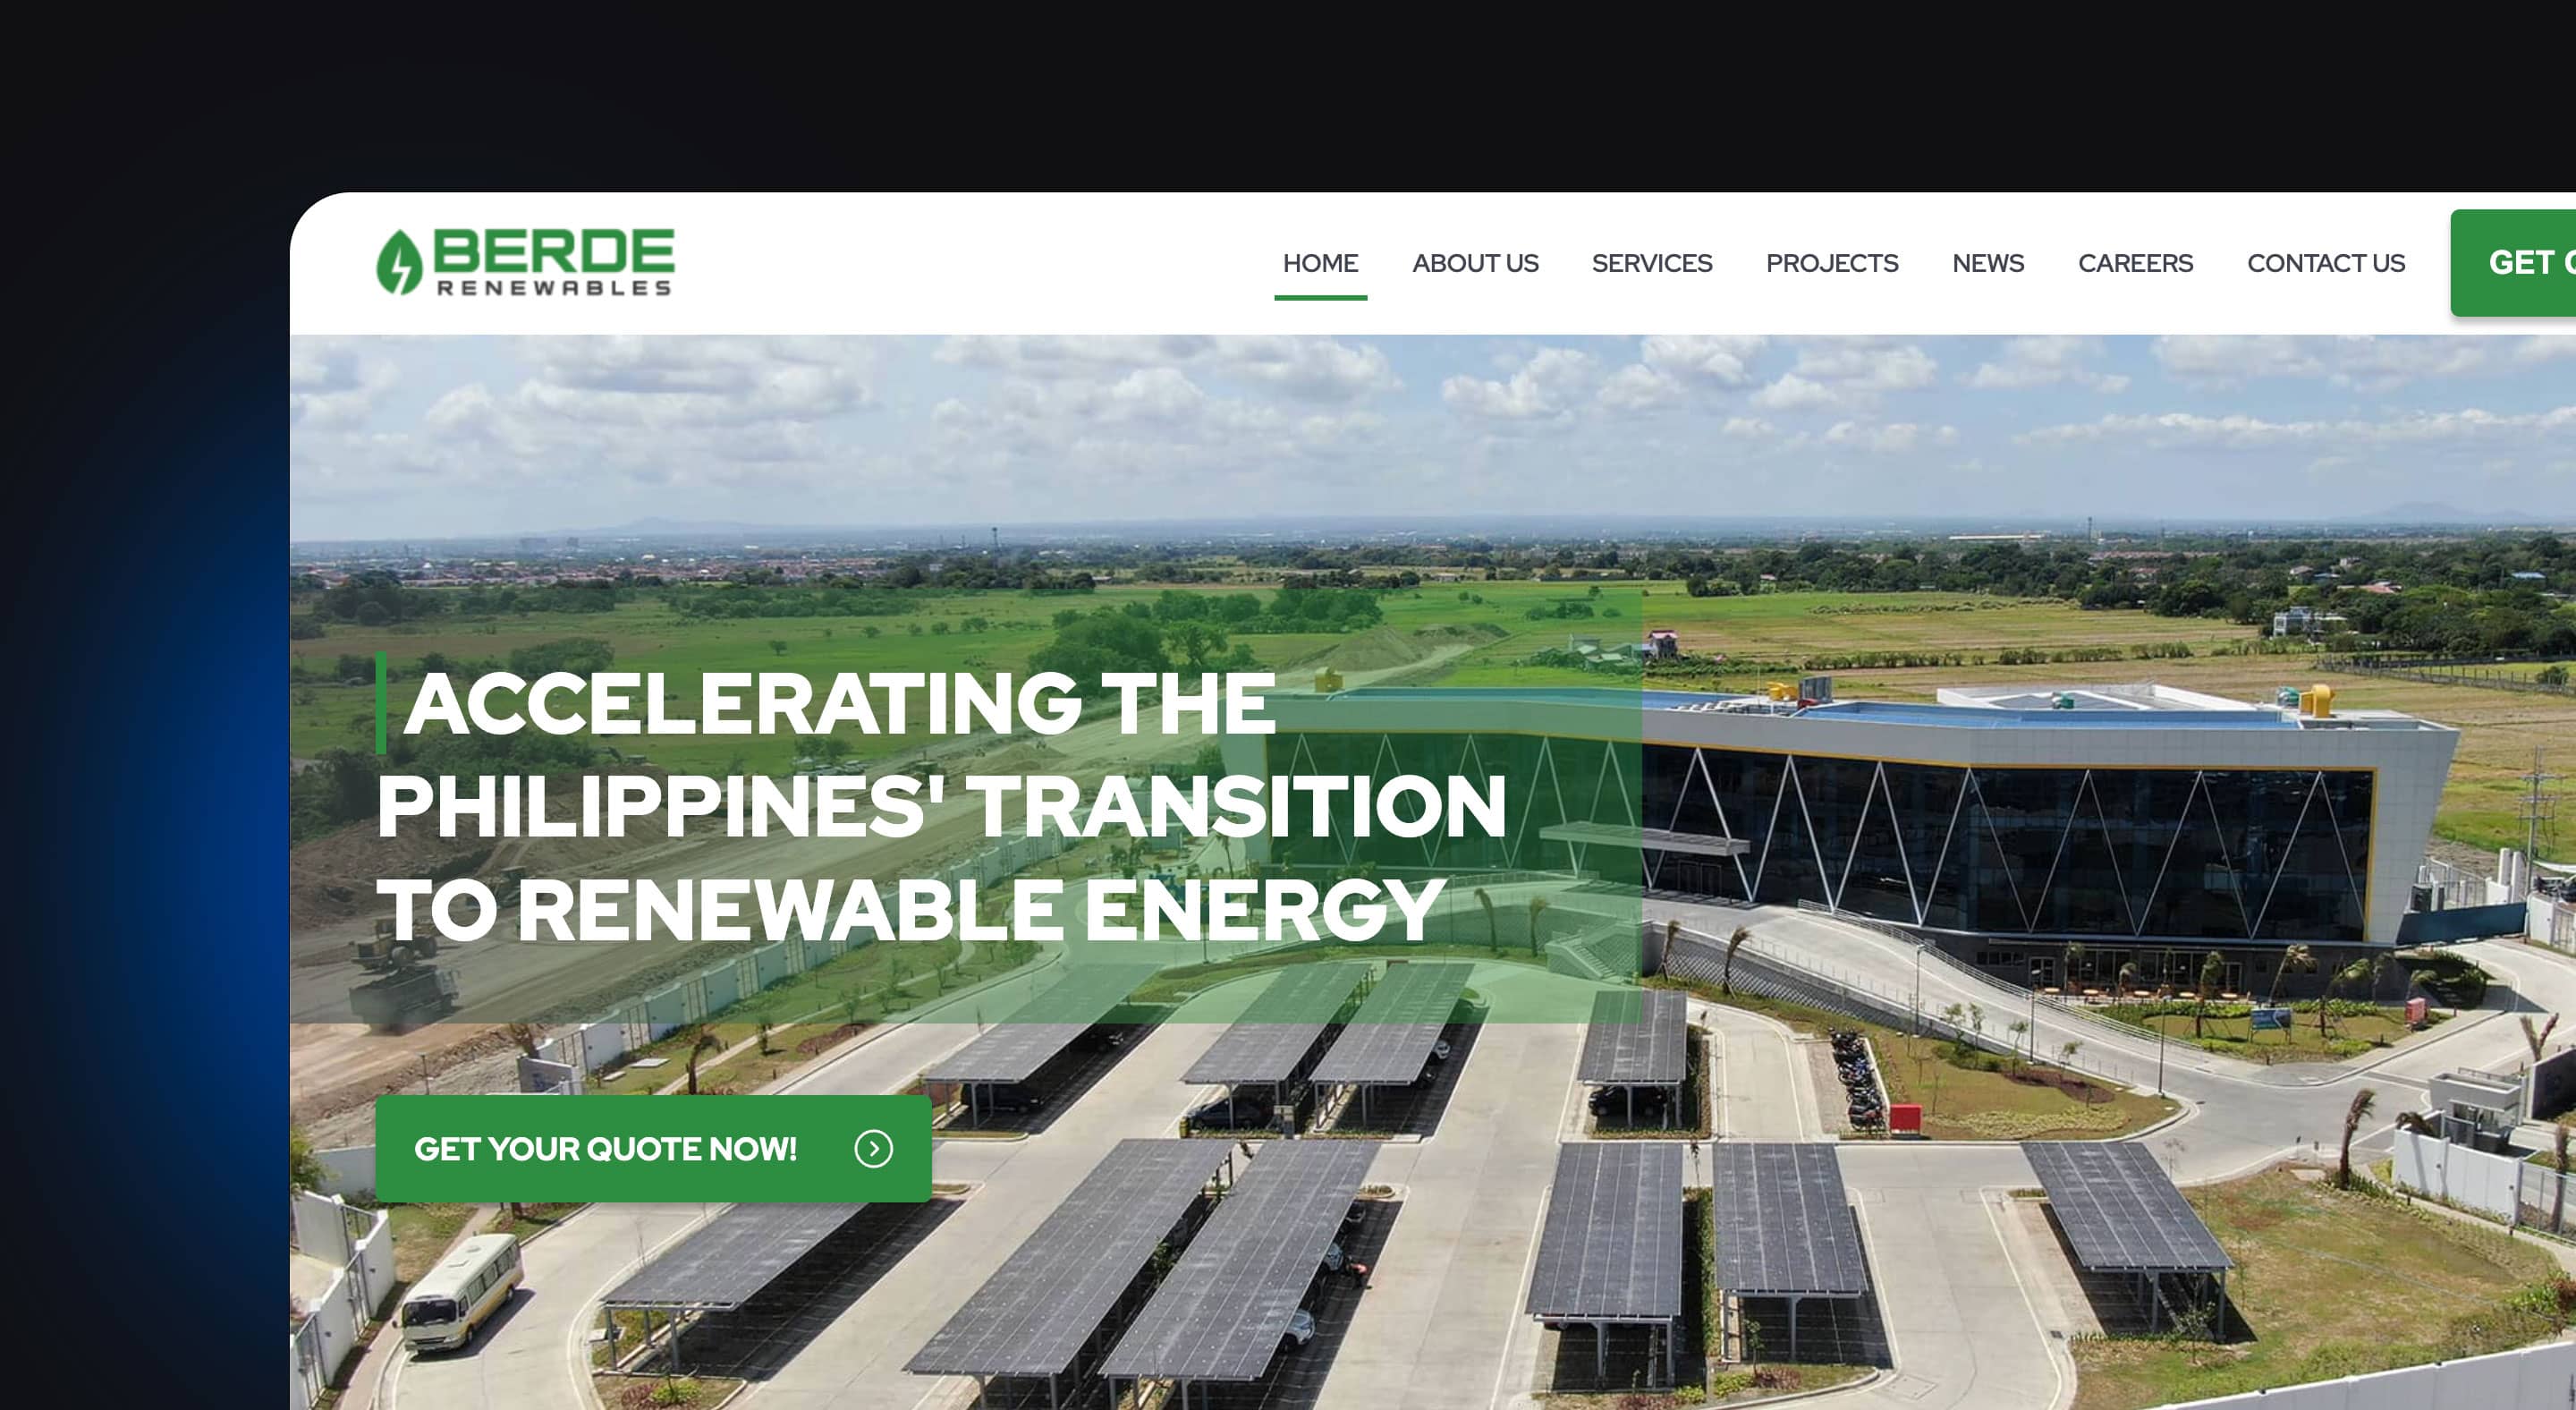 BERDE
RENEWABLES
HOME ABOUT US SERVICES PROJECTS NEWS CAREERS CONTACT US GET
ACCELERATING THE
PHILIPPINES' TRANSITION
TO RENEWABLE ENERGY
GET YOUR QUOTE NOW!